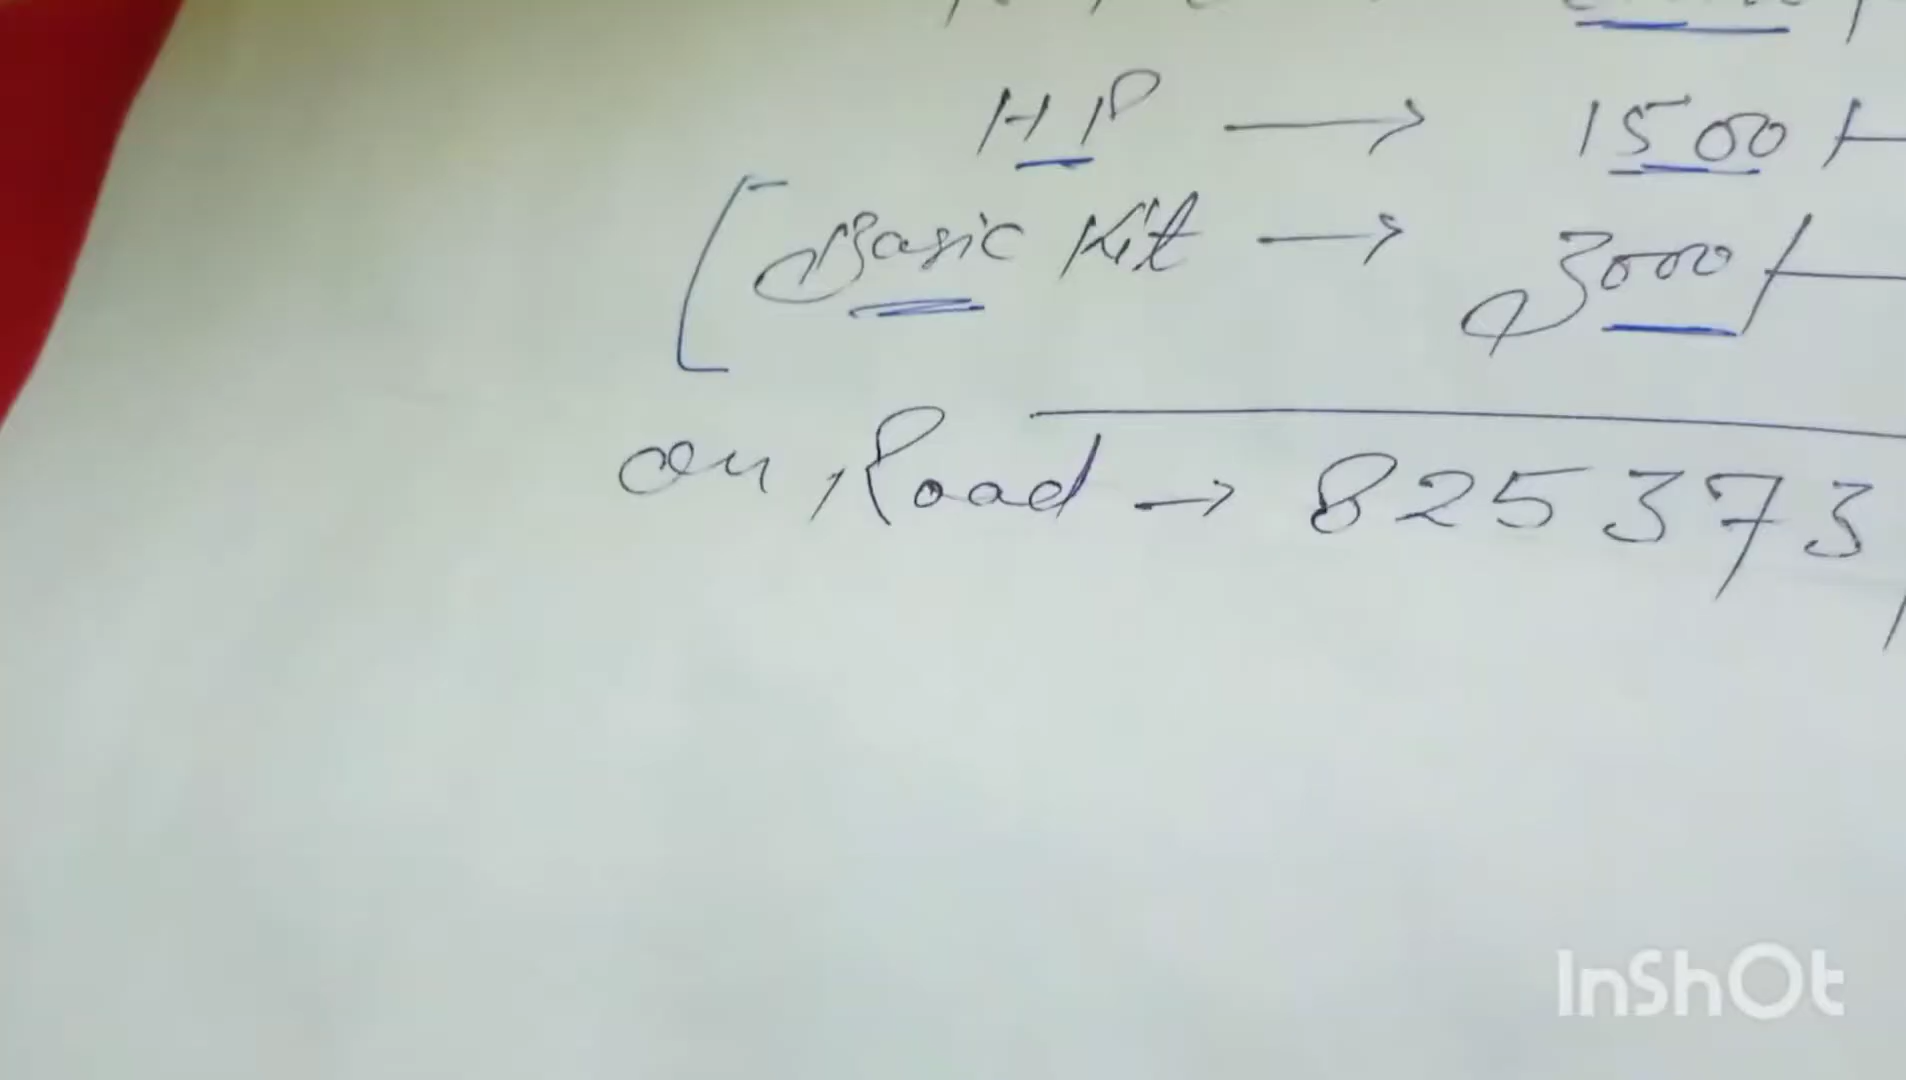 HP → 1500/-
[Basic Kit → 3000/-
on Road → 825373/
InShOt